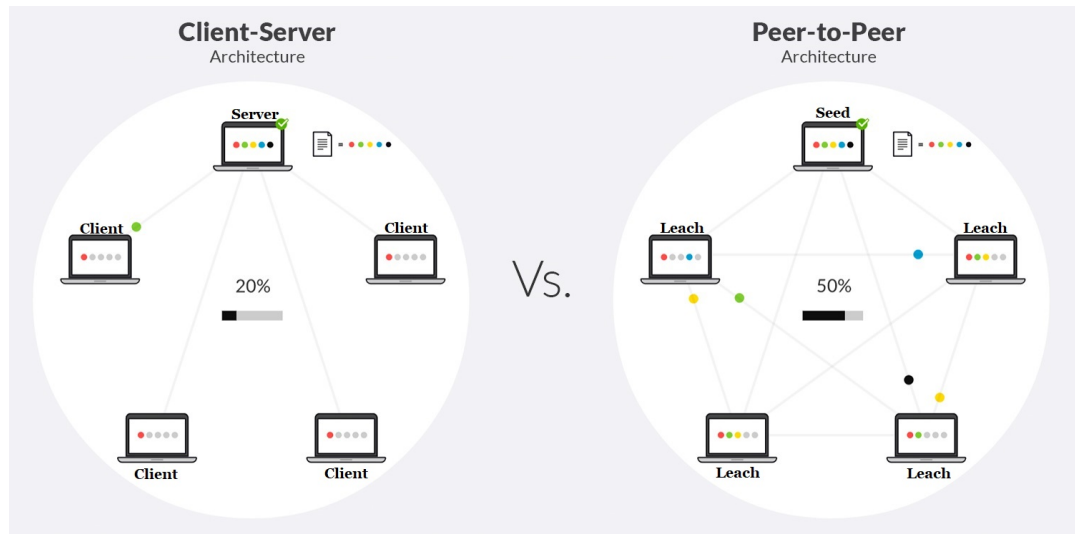 Client-Server
Architecture
Server
=
Client
Client
20%
Client
Client
Vs.
Peer-to-Peer
Architecture
Seed
=
Leach
Leach
50%
Leach
Leach